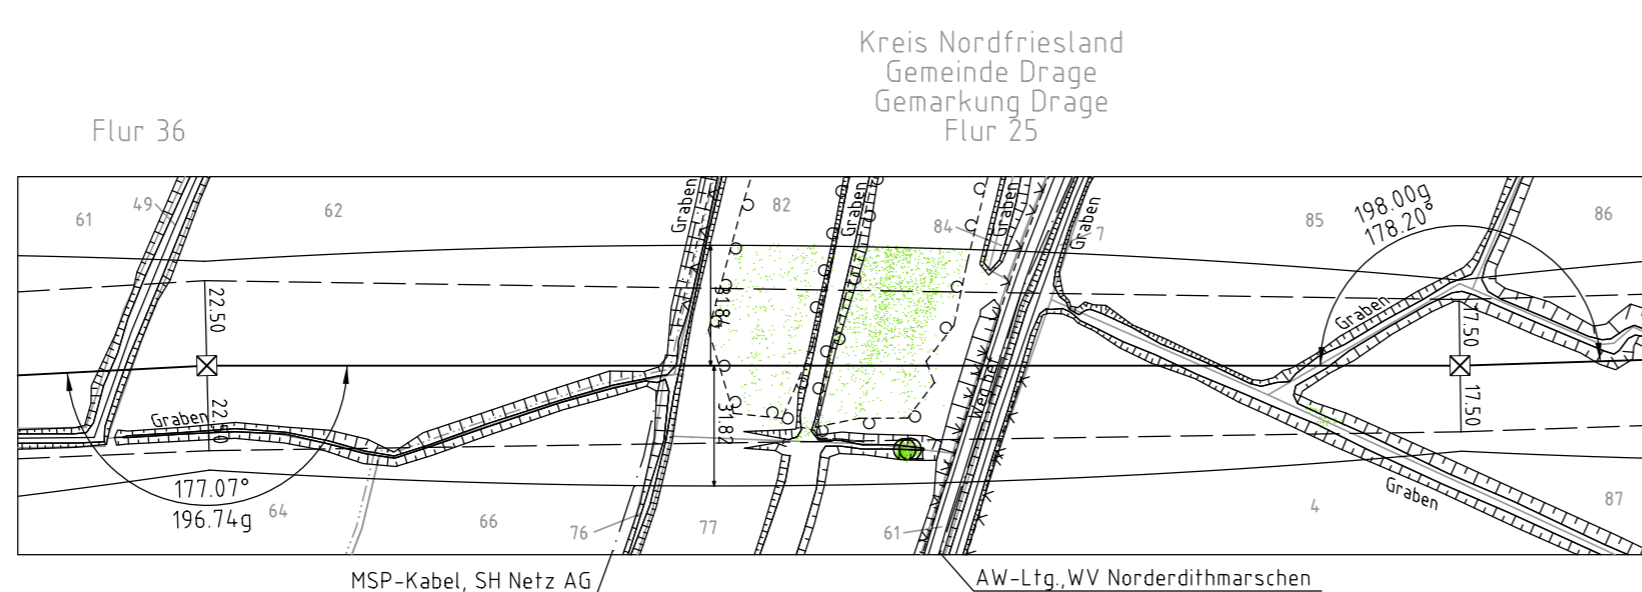 Kreis Nordfriesland
Gemeinde Drage
Gemarkung Drage
Flur 36
Flur 25
61
49
62
Graben
82
Graben
84
Graben
Graben
7
85
198.00g
178.20°
86
22.50
31.84
Graben
17.50
22.50
Graben
31.82
17.50
177.07°
196.74g
64
66
76
77
61
4
Graben
87
MSP-Kabel, SH Netz AG
AW-Ltg.,WV Norderdithmarschen